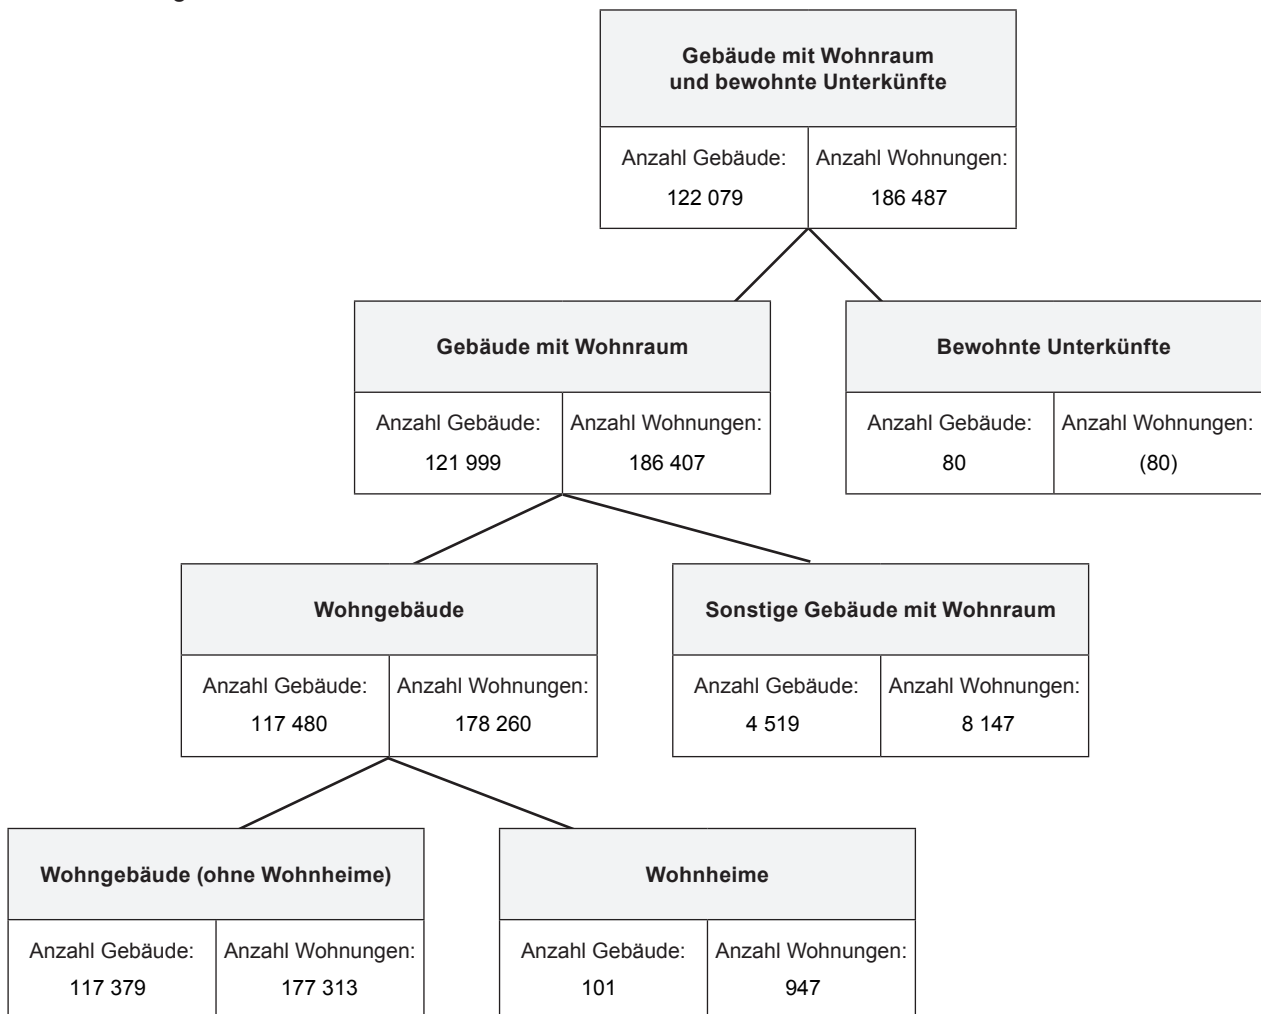 Gebäude mit Wohnraum
und bewohnte Unterkünfte
Anzahl Gebäude: Anzahl Wohnungen:
122 079 186 487
Gebäude mit Wohnraum
Anzahl Gebäude: Anzahl Wohnungen:
121 999 186 407
Bewohnte Unterkünfte
Anzahl Gebäude: Anzahl Wohnungen:
80 (80)
Wohngebäude
Anzahl Gebäude: Anzahl Wohnungen:
117 480 178 260
Sonstige Gebäude mit Wohnraum
Anzahl Gebäude: Anzahl Wohnungen:
4 519 8 147
Wohngebäude (ohne Wohnheime)
Anzahl Gebäude: Anzahl Wohnungen:
117 379 177 313
Wohnheime
Anzahl Gebäude: Anzahl Wohnungen:
101 947